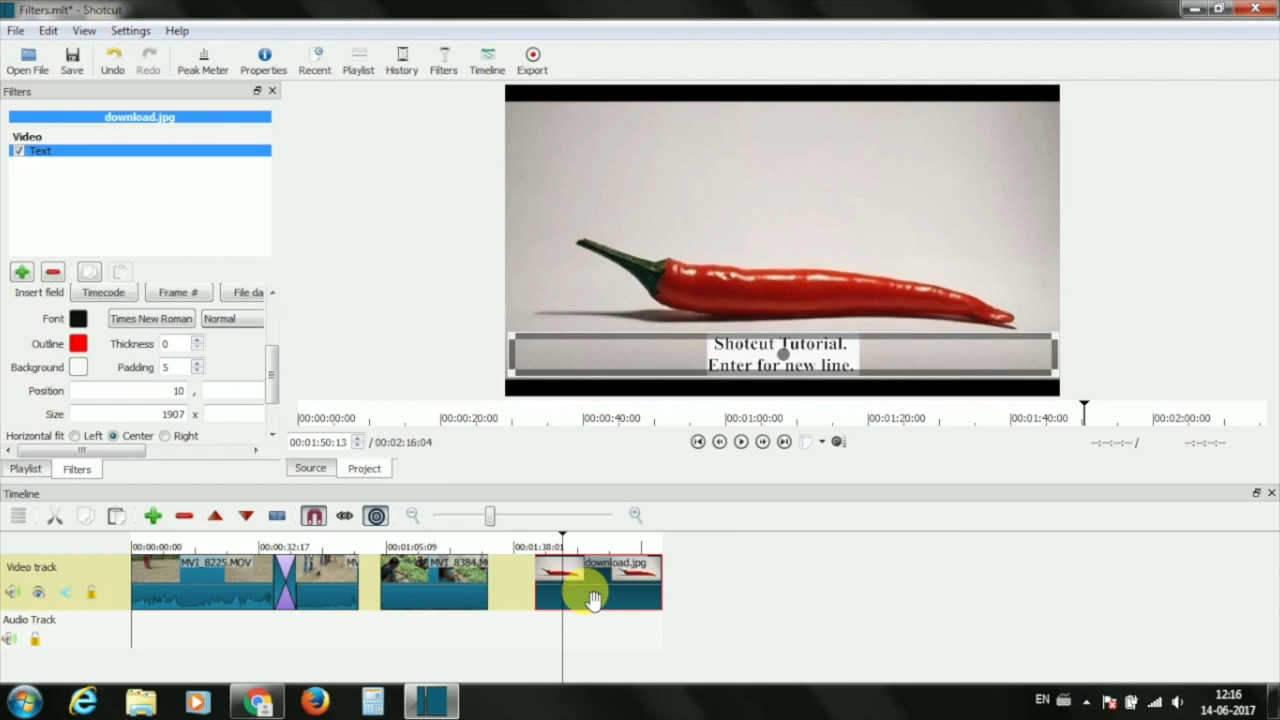 Filters.mlt* - Shotcut
File Edit View Settings Help
Open File Save Undo Redo Peak Meter Properties Recent Playlist History Filters Timeline Export
Filters
download.jpg
Video
Text
Insert field Timecode Frame # File da
Font Times New Roman Normal
Outline Thickness 0
Background Padding 5
Position 10 ,
Size 1907 x
Horizontal fit Left Center Right
Playlist Filters
Shotcut Tutorial.
Enter for new line.
00:00:00:00 00:00:20:00 00:00:40:00 00:01:00:00 00:01:20:00 00:01:40:00 00:02:00:00
00:01:50:13 / 00:02:16:04 --:--:--:-- / --:--:--:--
Source Project
Timeline
00:00:00:00 00:00:32:17 00:01:05:09 00:01:38:01
Video track MVI_8225.MOV MV MVI_8384.M download.jpg
Audio Track
EN 12:16
14-06-2017